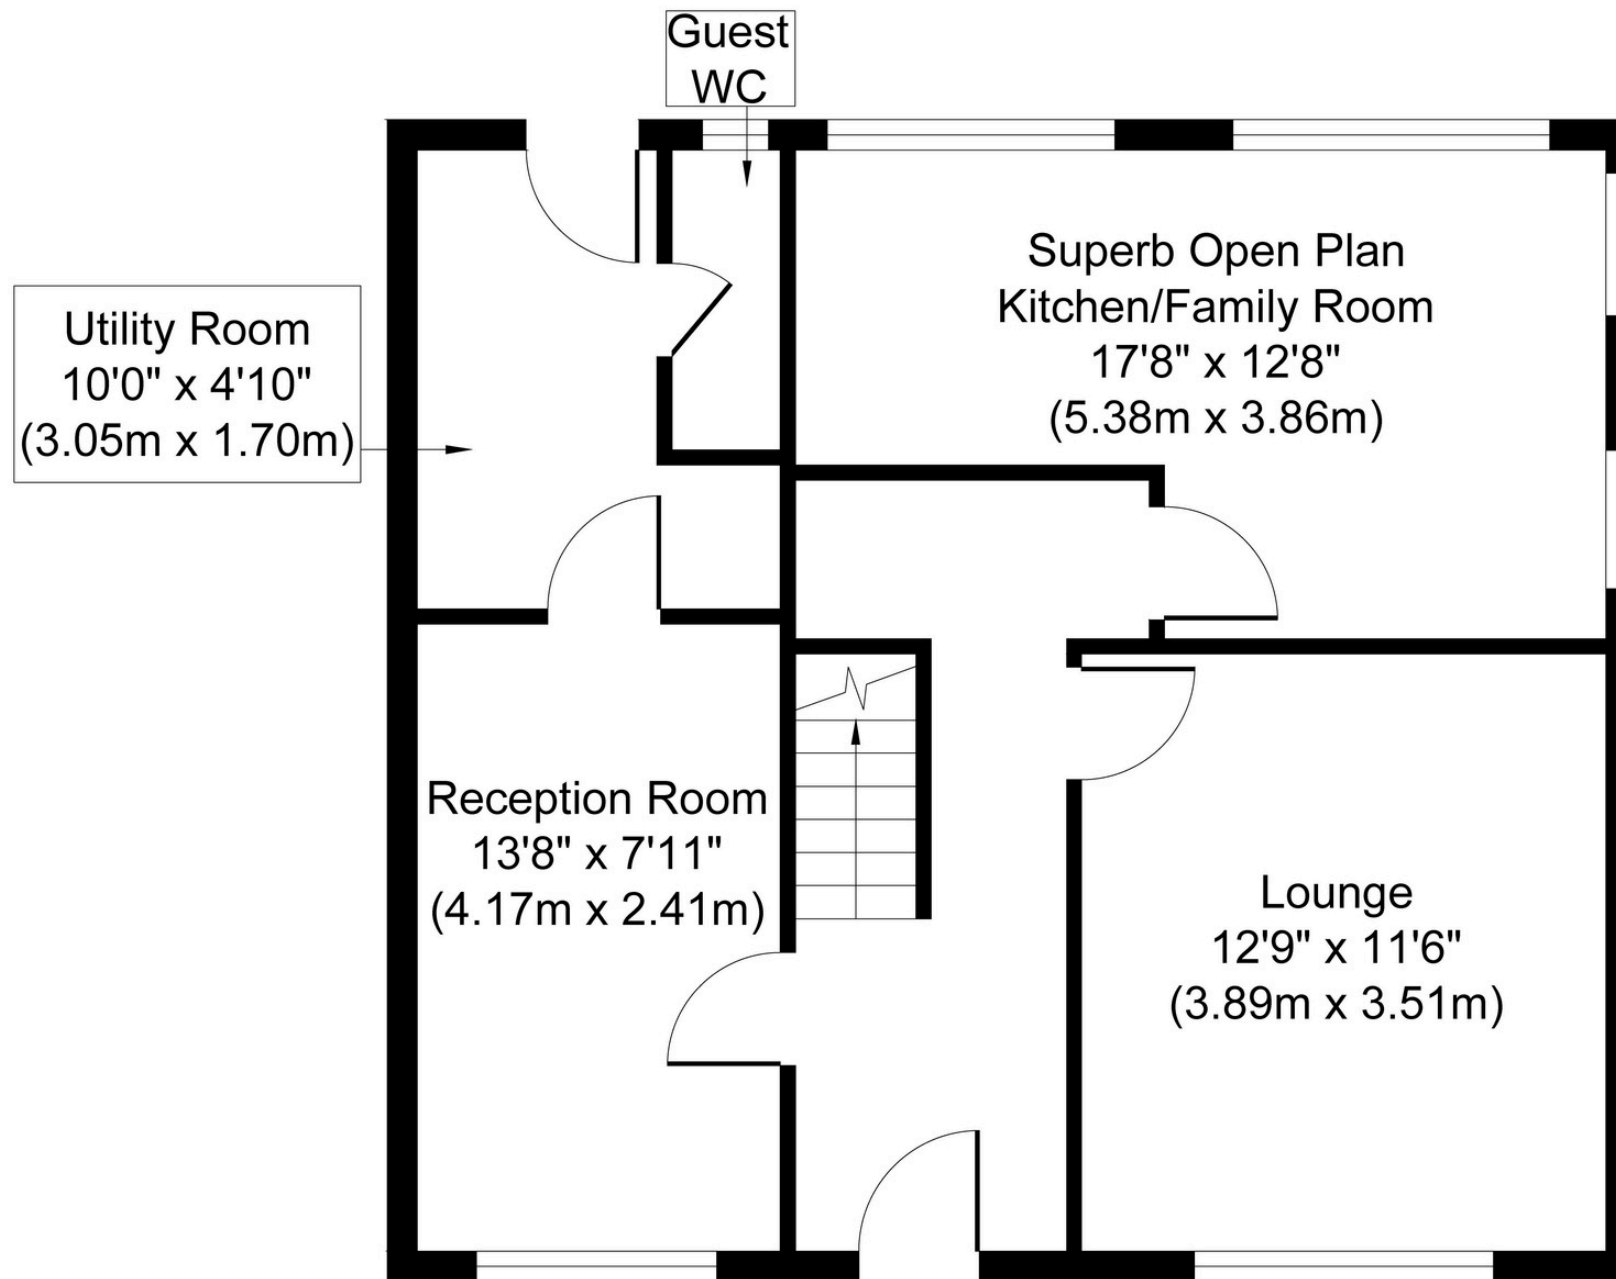 Guest
WC
Superb Open Plan
Kitchen/Family Room
17'8" x 12'8"
(5.38m x 3.86m)
Utility Room
10'0" x 4'10"
(3.05m x 1.70m)
Reception Room
13'8" x 7'11"
(4.17m x 2.41m)
Lounge
12'9" x 11'6"
(3.89m x 3.51m)